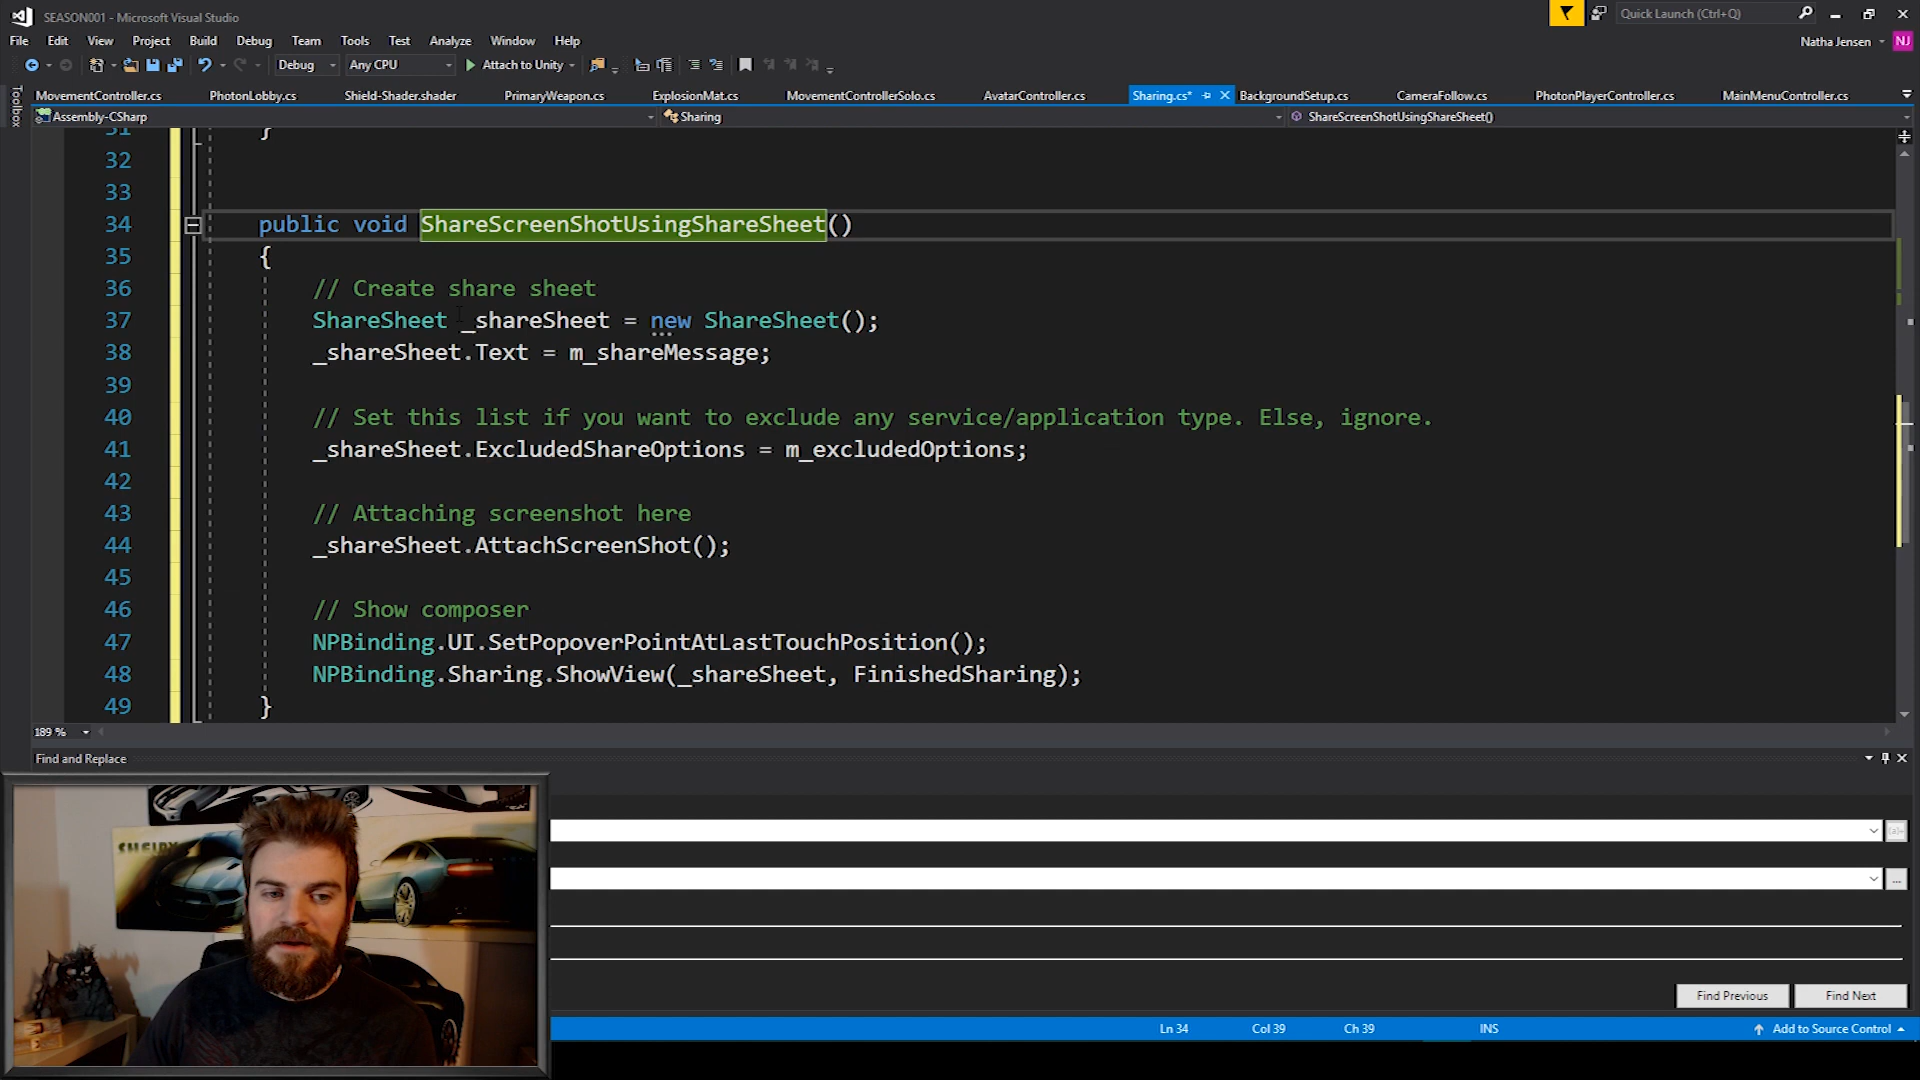 SEASON001 - Microsoft Visual Studio
Quick Launch (Ctrl+Q)
File Edit View Project Build Debug Team Tools Test Analyze Window Help
Natha Jensen NJ
Debug Any CPU Attach to Unity
Toolbox
MovementController.cs PhotonLobby.cs Shield-Shader.shader PrimaryWeapon.cs ExplosionMat.cs MovementControllerSolo.cs AvatarController.cs Sharing.cs* BackgroundSetup.cs CameraFollow.cs PhotonPlayerController.cs MainMenuController.cs
Assembly-CSharp Sharing ShareScreenShotUsingShareSheet()
31 }
32
33
34 public void ShareScreenShotUsingShareSheet()
35 {
36 // Create share sheet
37 ShareSheet _shareSheet = new ShareSheet();
38 _shareSheet.Text = m_shareMessage;
39
40 // Set this list if you want to exclude any service/application type. Else, ignore.
41 _shareSheet.ExcludedShareOptions = m_excludedOptions;
42
43 // Attaching screenshot here
44 _shareSheet.AttachScreenShot();
45
46 // Show composer
47 NPBinding.UI.SetPopoverPointAtLastTouchPosition();
48 NPBinding.Sharing.ShowView(_shareSheet, FinishedSharing);
49 }
189 %
Find and Replace
SHELBY
Find Previous Find Next
Ln 34 Col 39 Ch 39 INS Add to Source Control